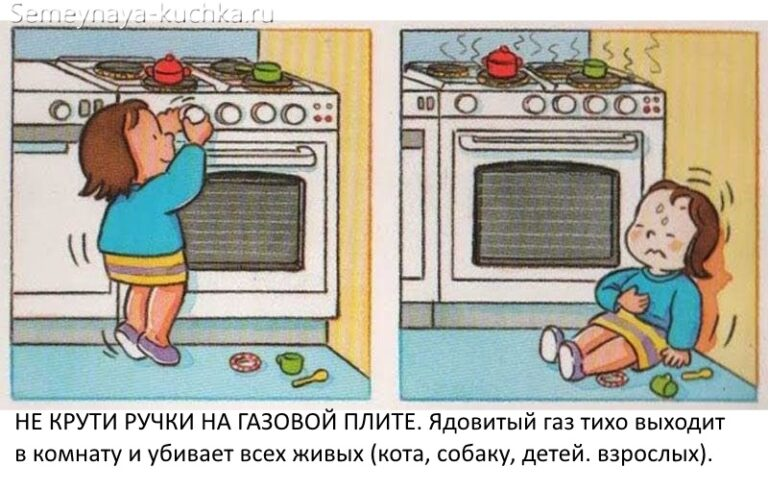 Semeynaya-kuchka.ru
НЕ КРУТИ РУЧКИ НА ГАЗОВОЙ ПЛИТЕ. Ядовитый газ тихо выходит
в комнату и убивает всех живых (кота, собаку, детей. взрослых).